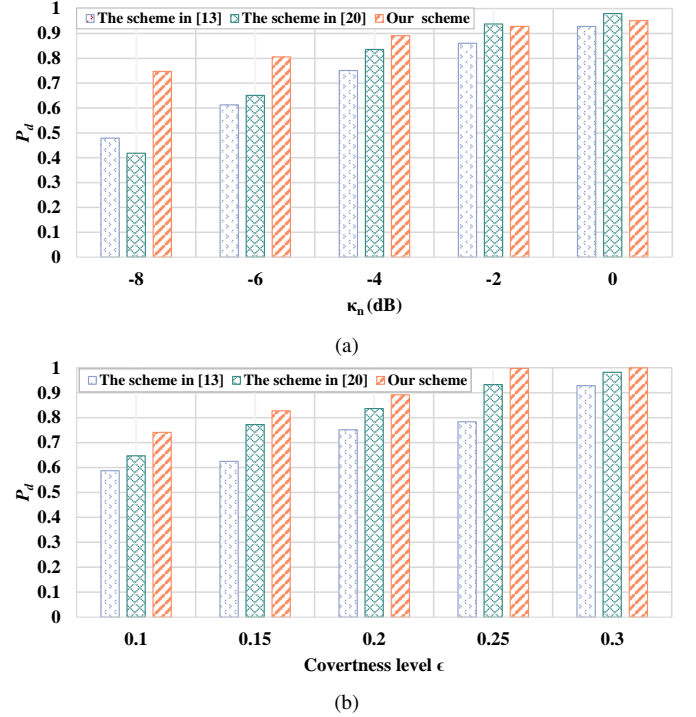 The scheme in [13] The scheme in [20] Our scheme
1
0.9
0.8
0.7
0.6
0.5
0.4
0.3
0.2
0.1
0
P_d
-8 -6 -4 -2 0
κn (dB)
(a)
The scheme in [13] The scheme in [20] Our scheme
1
0.9
0.8
0.7
0.6
0.5
0.4
0.3
0.2
0.1
0
P_d
0.1 0.15 0.2 0.25 0.3
Covertness level ϵ
(b)